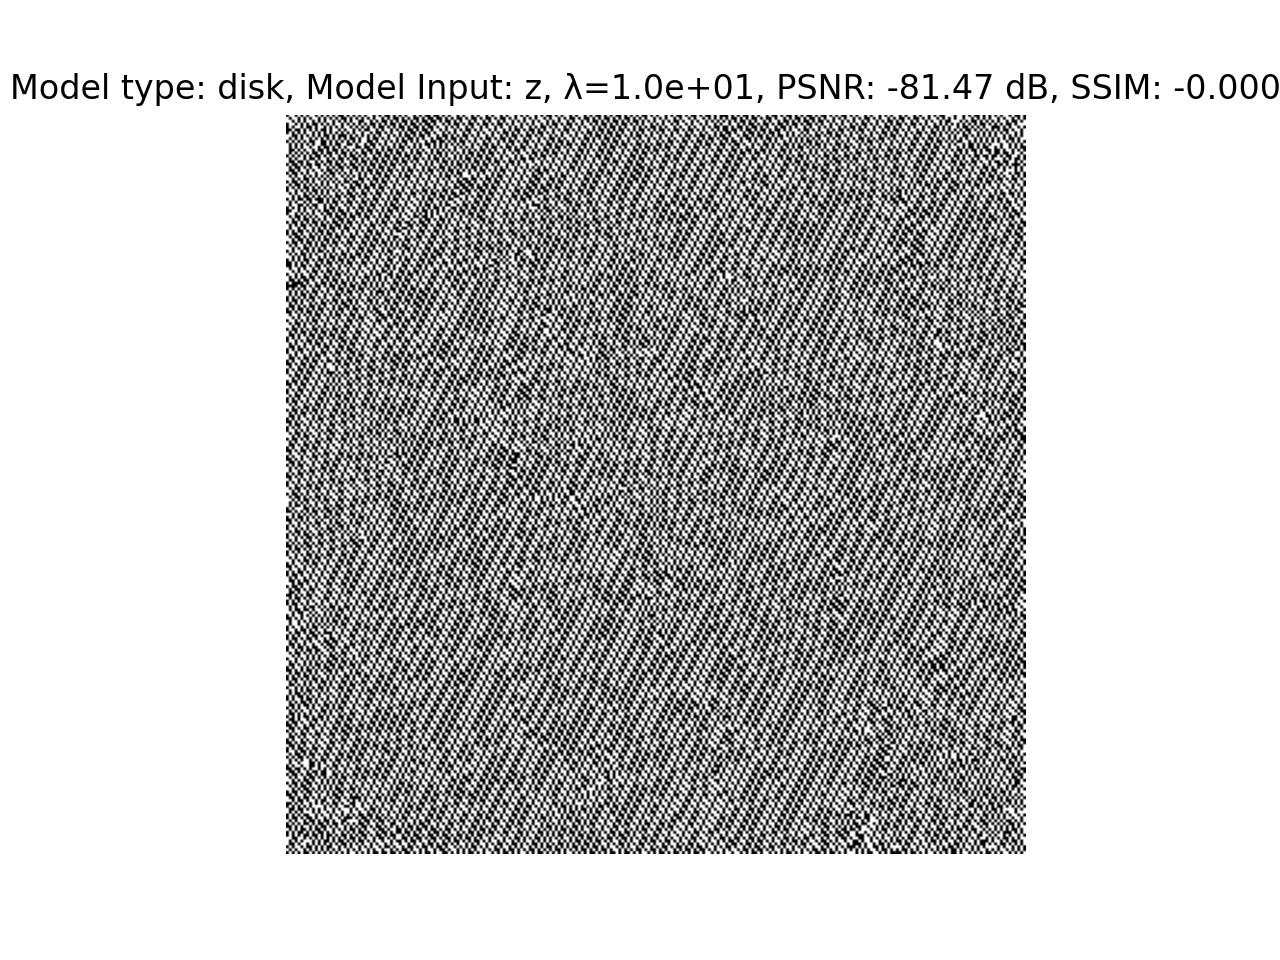 Model type: disk, Model Input: z, λ=1.0e+01, PSNR: -81.47 dB, SSIM: -0.000